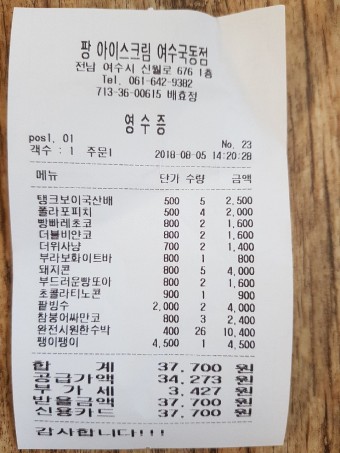 팡 아이스크림 여수국동점
전남 여수시 신월로 676 1층
Tel. 061-642-9382
713-36-00615 배효정
영수증
pos1. 01 No. 23
객수 : 1 주문1 2018-08-05 14:20:28
메뉴 단가 수량 금액
탱크보이국산배 500 5 2,500
폴라포피치 500 4 2,000
빵빠레초코 800 2 1,600
더블비얀코 800 2 1,600
더위사냥 700 2 1,400
부라보화이트바 800 1 800
돼지콘 800 5 4,000
부드러운빵또아 800 2 1,600
초콜라티노콘 900 1 900
팥빙수 2,000 2 4,000
참붕어싸만코 800 3 2,400
완전시원한수박 400 26 10,400
팽이팽이 4,500 1 4,500
합 계 37,700 원
공급가액 34,273 원
부 가 세 3,427 원
받을금액 37,700 원
신용카드 37,700 원
감사합니다!!!